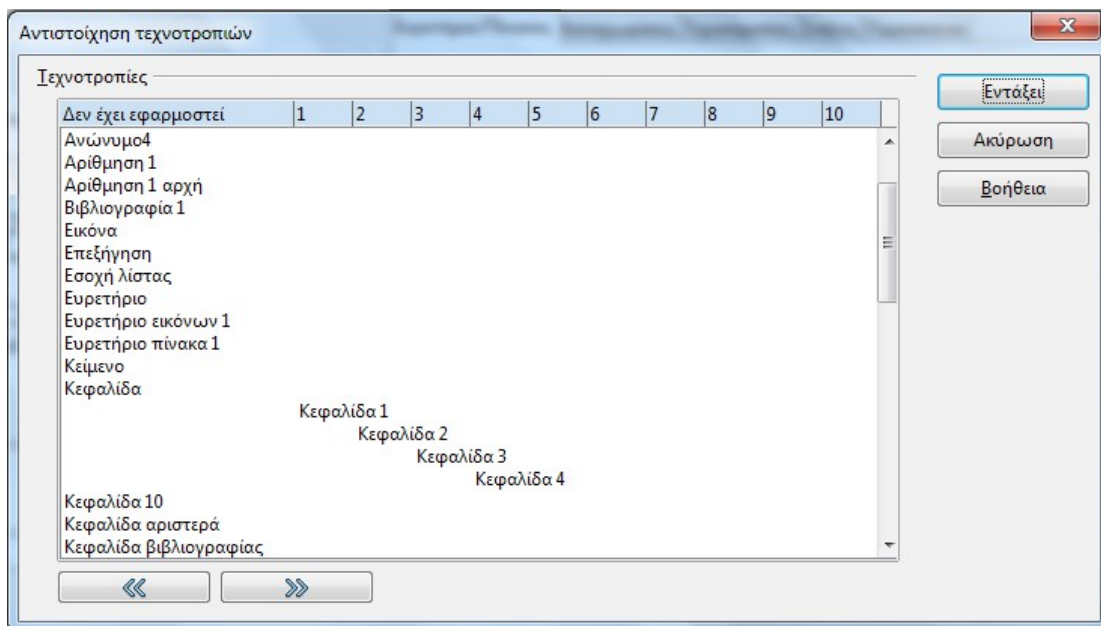 Αντιστοίχηση τεχνοτροπιών
Τεχνοτροπίες
Εντάξει
Ακύρωση
Βοήθεια
Δεν έχει εφαρμοστεί 1 2 3 4 5 6 7 8 9 10
Ανώνυμο4
Αρίθμηση 1
Αρίθμηση 1 αρχή
Βιβλιογραφία 1
Εικόνα
Επεξήγηση
Εσοχή λίστας
Ευρετήριο
Ευρετήριο εικόνων 1
Ευρετήριο πίνακα 1
Κείμενο
Κεφαλίδα
Κεφαλίδα 1
Κεφαλίδα 2
Κεφαλίδα 3
Κεφαλίδα 4
Κεφαλίδα 10
Κεφαλίδα αριστερά
Κεφαλίδα βιβλιογραφίας